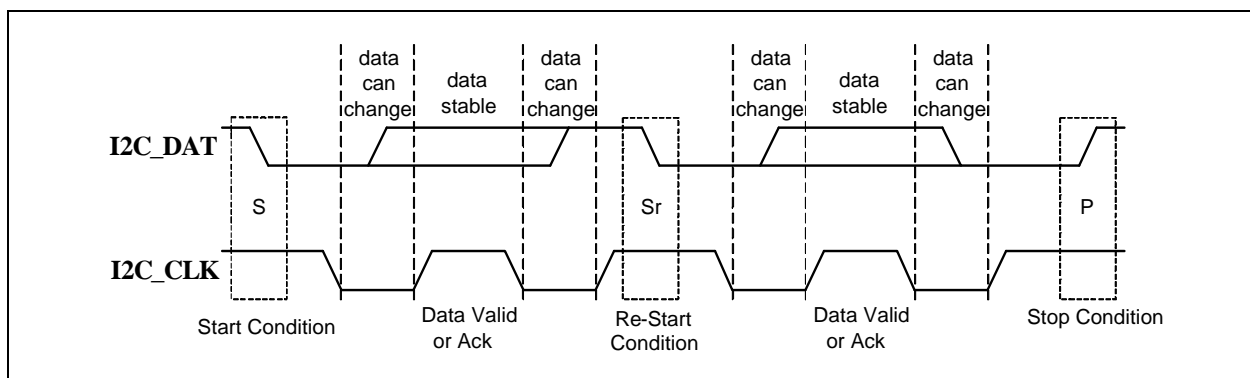 data
can
change
data
stable
data
can
change
data
can
change
data
stable
data
can
change
I2C_DAT
S
Sr
P
I2C_CLK
Start Condition
Data Valid
or Ack
Re-Start
Condition
Data Valid
or Ack
Stop Condition